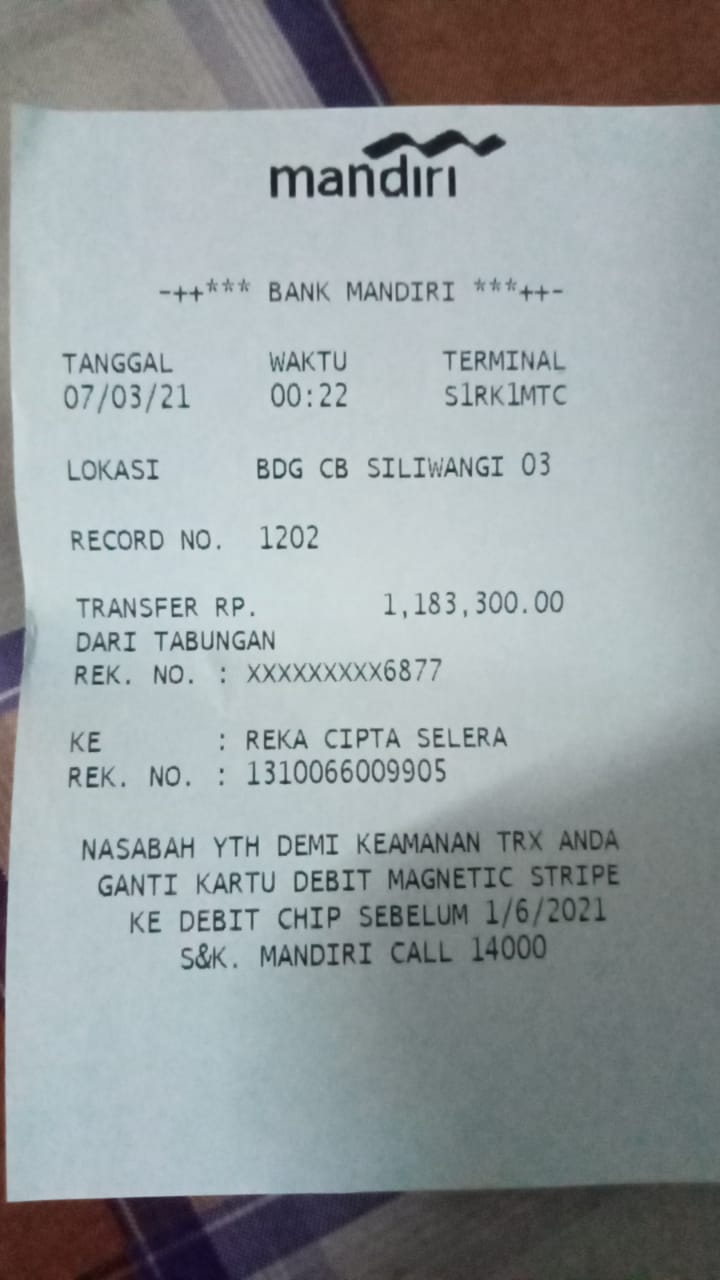 mandırı
-++*** BANK MANDIRI ***++-
TANGGAL WAKTU TERMINAL
07/03/21 00:22 S1RK1MTC
LOKASI BDG CB SILIWANGI 03
RECORD NO. 1202
TRANSFER RP. 1,183,300.00
DARI TABUNGAN
REK. NO. : XXXXXXXXX6877
KE : REKA CIPTA SELERA
REK. NO. : 1310066009905
NASABAH YTH DEMI KEAMANAN TRX ANDA
GANTI KARTU DEBIT MAGNETIC STRIPE
KE DEBIT CHIP SEBELUM 1/6/2021
S&K. MANDIRI CALL 14000